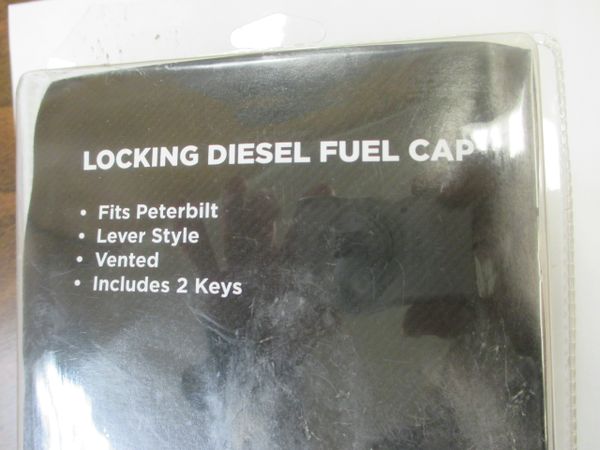 LOCKING DIESEL FUEL CAP
• Fits Peterbilt
• Lever Style
• Vented
• Includes 2 Keys